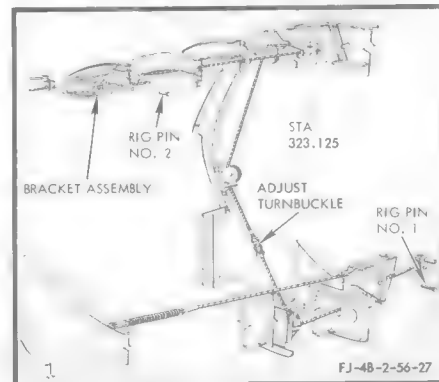 RIG PIN
NO. 2
STA
323.125
BRACKET ASSEMBLY
ADJUST
TURNBUCKLE
RIG PIN
NO. 1
FJ-4B-2-56-27